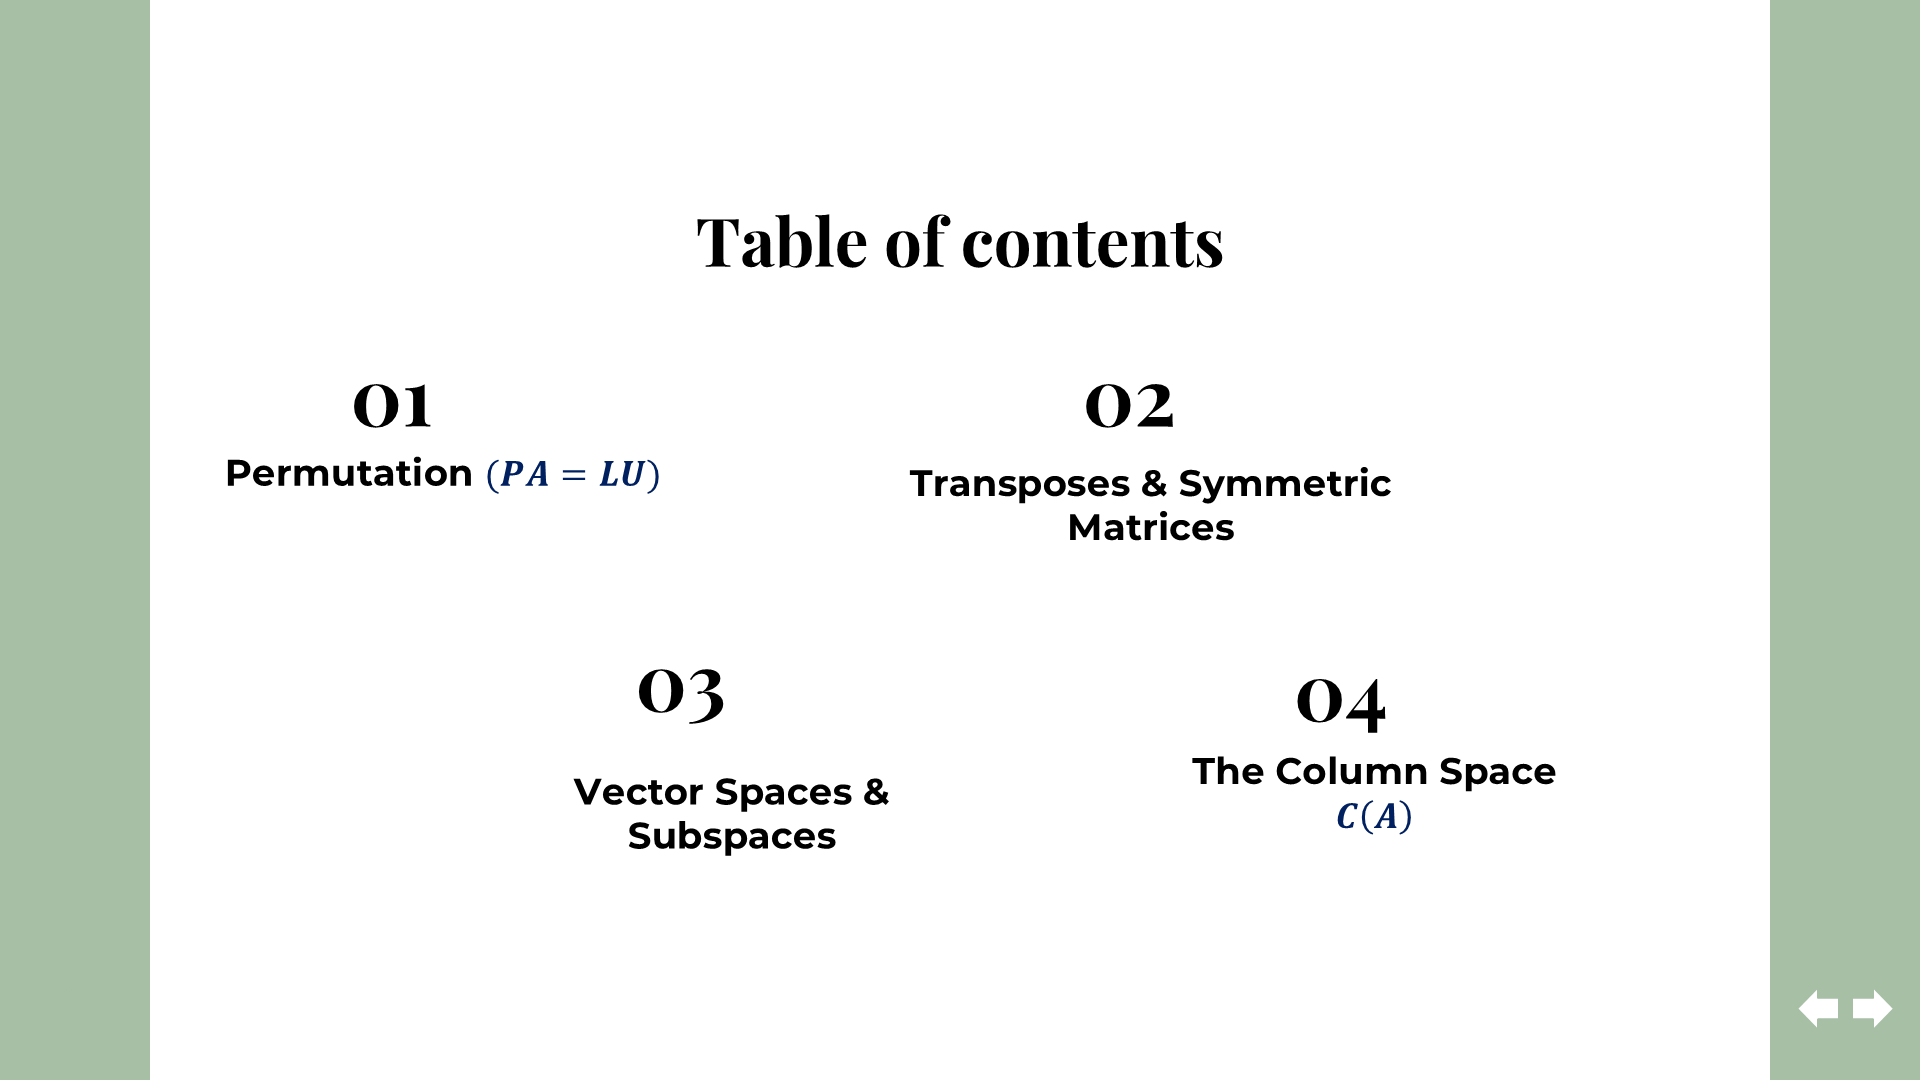 Table of contents
01
Permutation (PA = LU)
02
Transposes & Symmetric
Matrices
03
Vector Spaces &
Subspaces
04
The Column Space
C(A)